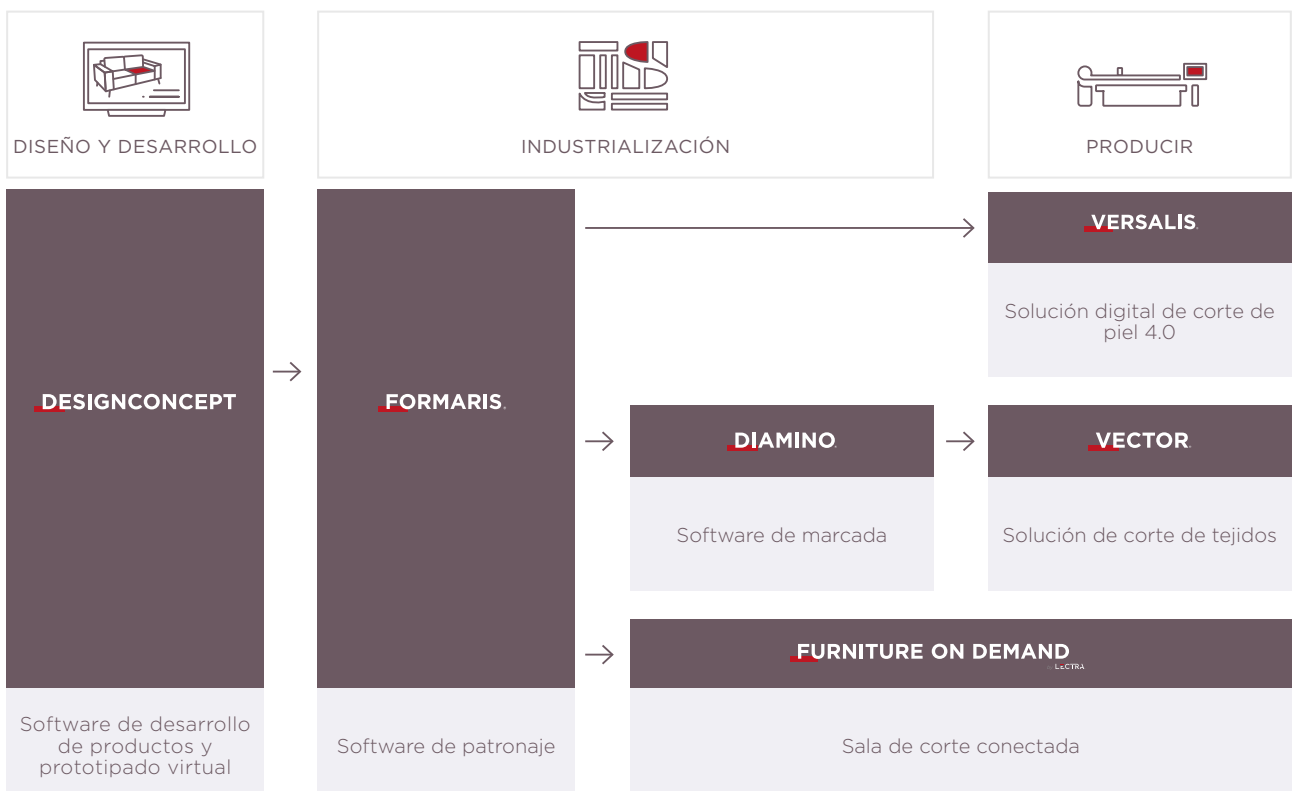 DISEÑO Y DESARROLLO
INDUSTRIALIZACIÓN
PRODUCIR
DESIGNCONCEPT
Software de desarrollo
de productos y
prototipado virtual
FORMARIS
Software de patronaje
VERSALIS
Solución digital de corte de
piel 4.0
DIAMINO
Software de marcada
VECTOR
Solución de corte de tejidos
FURNITURE ON DEMAND
LECTRA
Sala de corte conectada